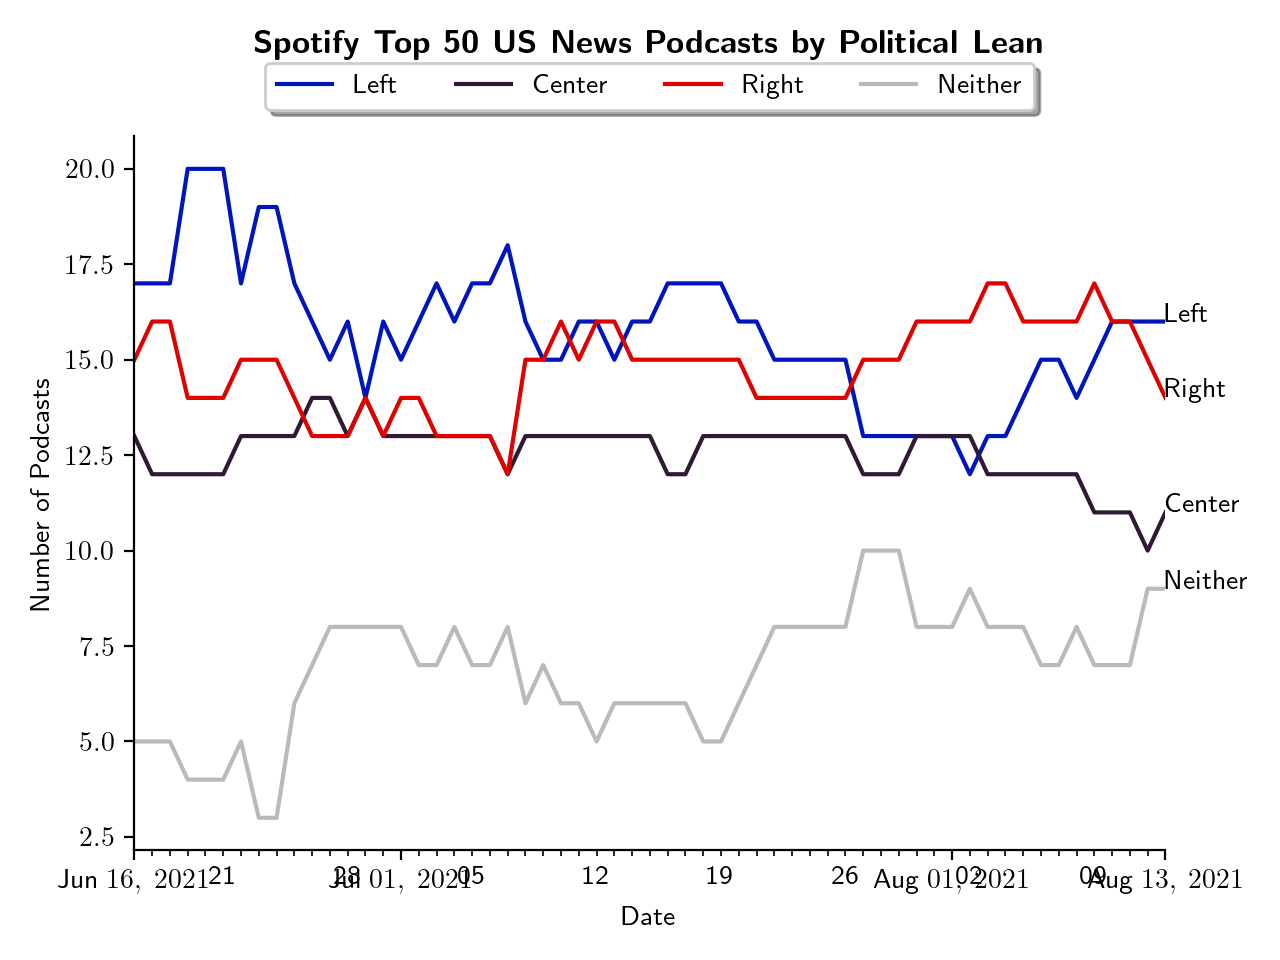 Spotify Top 50 US News Podcasts by Political Lean
Left Center Right Neither
20.0
17.5
15.0
12.5
10.0
7.5
5.0
2.5
Number of Podcasts
Left
Right
Center
Neither
Jun 16, 2021 21 28 Jul 01, 2021 05 12 19 26 Aug 01, 2021 02 09 Aug 13, 2021
Date